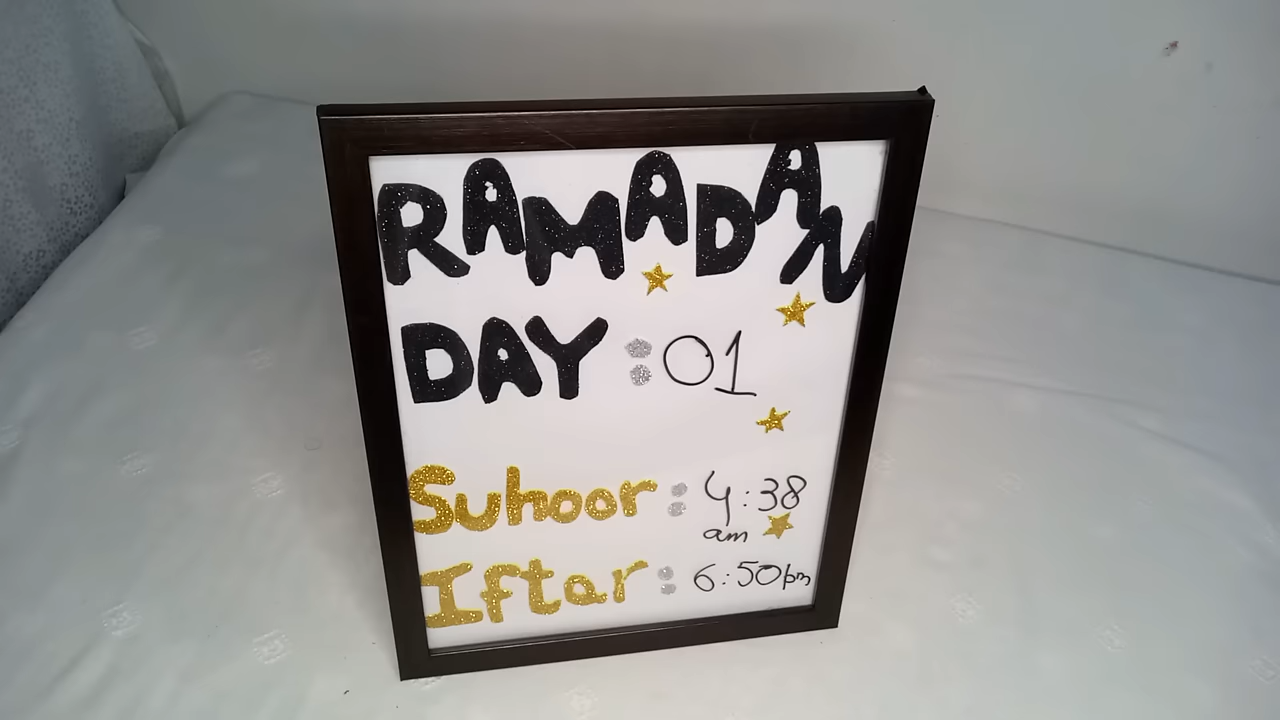 RAMADAN
DAY : 01
Suhoor : 4:38
am
Iftar : 6:50pm